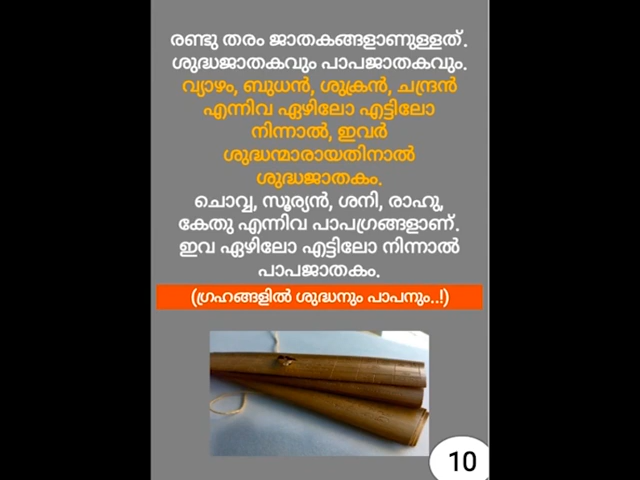 രണ്ടു തരം ജാതകങ്ങളാണുള്ളത്.
ശുദ്ധജാതകവും പാപജാതകവും.
വ്യാഴം, ബുധൻ, ശുക്രൻ, ചന്ദ്രൻ
എന്നിവ ഏഴിലോ എട്ടിലോ
നിന്നാൽ, ഇവർ
ശുദ്ധന്മാരായതിനാൽ
ശുദ്ധജാതകം.
ചൊവ്വ, സൂര്യൻ, ശനി, രാഹു,
കേതു എന്നിവ പാപഗ്രങ്ങളാണ്.
ഇവ ഏഴിലോ എട്ടിലോ നിന്നാൽ
പാപജാതകം.
(ഗ്രഹങ്ങളിൽ ശുദ്ധനും പാപനും..!)
10